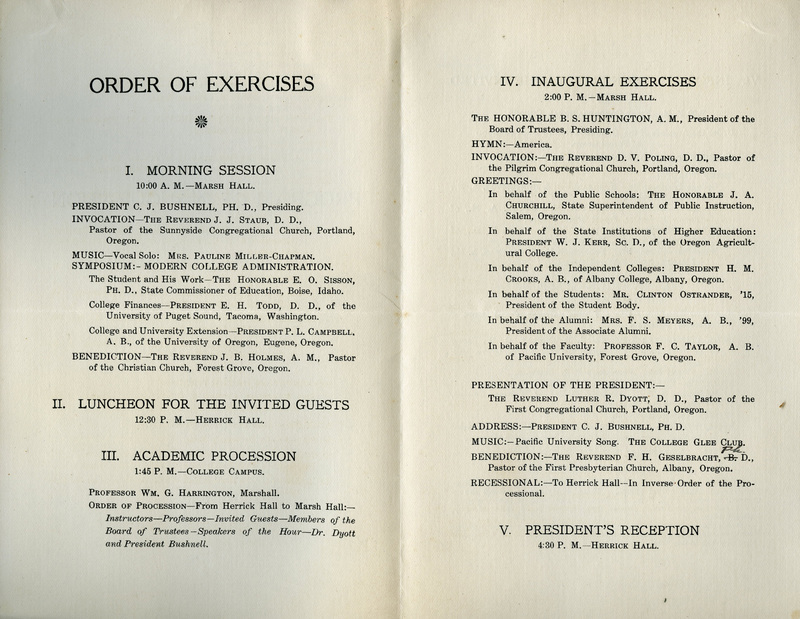 ORDER OF EXERCISES
I. MORNING SESSION
10:00 A. M.—MARSH HALL.
PRESIDENT C. J. BUSHNELL, PH. D., Presiding.
INVOCATION—THE REVEREND J. J. STAUB, D. D.,
Pastor of the Sunnyside Congregational Church, Portland,
Oregon.
MUSIC—Vocal Solo: MRS. PAULINE MILLER-CHAPMAN.
SYMPOSIUM:- MODERN COLLEGE ADMINISTRATION.
The Student and His Work—THE HONORABLE E. O. SISSON,
PH. D., State Commissioner of Education, Boise, Idaho.
College Finances—PRESIDENT E. H. TODD, D. D., of the
University of Puget Sound, Tacoma, Washington.
College and University Extension—PRESIDENT P. L. CAMPBELL,
A. B., of the University of Oregon, Eugene, Oregon.
BENEDICTION—THE REVEREND J. B. HOLMES, A. M., Pastor
of the Christian Church, Forest Grove, Oregon.
II. LUNCHEON FOR THE INVITED GUESTS
12:30 P. M.—HERRICK HALL.
III. ACADEMIC PROCESSION
1:45 P. M.—COLLEGE CAMPUS.
PROFESSOR WM. G. HARRINGTON, Marshall.
ORDER OF PROCESSION—From Herrick Hall to Marsh Hall:—
Instructors—Professors—Invited Guests—Members of the
Board of Trustees—Speakers of the Hour—Dr. Dyott
and President Bushnell.
IV. INAUGURAL EXERCISES
2:00 P. M.—MARSH HALL.
THE HONORABLE B. S. HUNTINGTON, A. M., President of the
Board of Trustees, Presiding.
HYMN:—America.
INVOCATION:—THE REVEREND D. V. POLING, D. D., Pastor of
the Pilgrim Congregational Church, Portland, Oregon.
GREETINGS:—
In behalf of the Public Schools: THE HONORABLE J. A.
CHURCHILL, State Superintendent of Public Instruction,
Salem, Oregon.
In behalf of the State Institutions of Higher Education:
PRESIDENT W. J. KERR, SC. D., of the Oregon Agricult-
ural College.
In behalf of the Independent Colleges: PRESIDENT H. M.
CROOKS, A. B., of Albany College, Albany, Oregon.
In behalf of the Students: MR. CLINTON OSTRANDER, '15,
President of the Student Body.
In behalf of the Alumni: MRS. F. S. MEYERS, A. B., '99,
President of the Associate Alumni.
In behalf of the Faculty: PROFESSOR F. C. TAYLOR, A. B.
of Pacific University, Forest Grove, Oregon.
PRESENTATION OF THE PRESIDENT:—
THE REVEREND LUTHER R. DYOTT, D. D., Pastor of the
First Congregational Church, Portland, Oregon.
ADDRESS:—PRESIDENT C. J. BUSHNELL, PH. D.
MUSIC:—Pacific University Song. THE COLLEGE GLEE CLUB.
Ph.
BENEDICTION:—THE REVEREND F. H. GESELBRACHT, D. D.,
Pastor of the First Presbyterian Church, Albany, Oregon.
RECESSIONAL:—To Herrick Hall—In Inverse Order of the Pro-
cessional.
V. PRESIDENT'S RECEPTION
4:30 P. M.—HERRICK HALL.